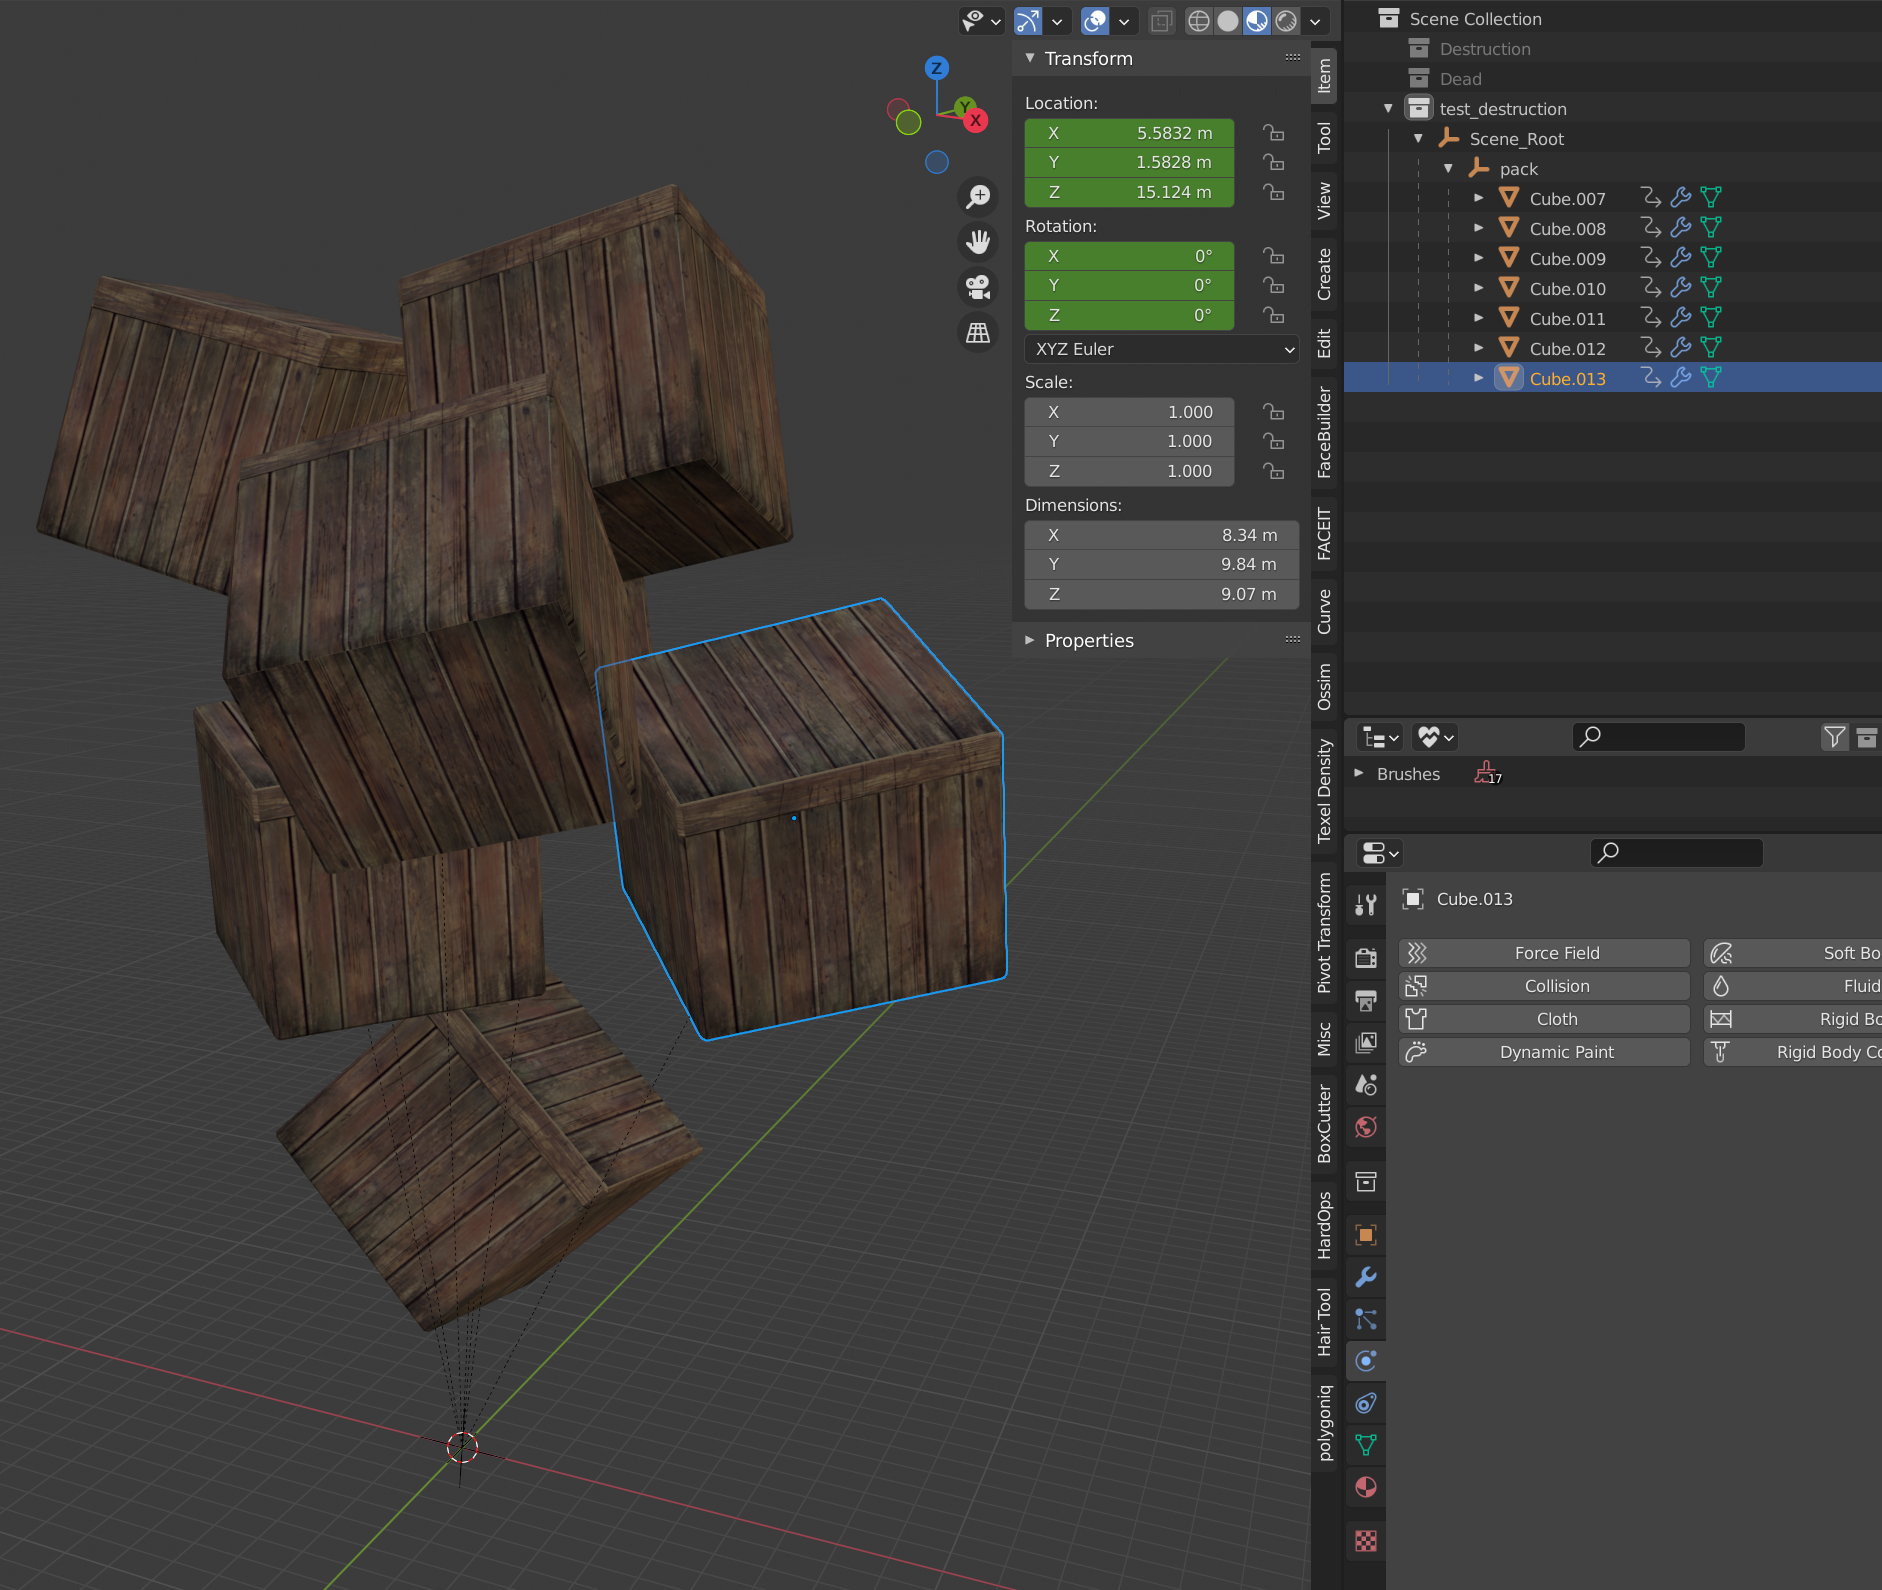 Z
Y
X
Transform
Location:
X 5.5832 m
Y 1.5828 m
Z 15.124 m
Rotation:
X 0°
Y 0°
Z 0°
XYZ Euler
Scale:
X 1.000
Y 1.000
Z 1.000
Dimensions:
X 8.34 m
Y 9.84 m
Z 9.07 m
Properties
Item
Tool
View
Create
Edit
FaceBuilder
FACEIT
Curve
Ossim
Texel Density
Pivot Transform
Misc
BoxCutter
HardOps
Hair Tool
polygoniq
Scene Collection
Destruction
Dead
test_destruction
Scene_Root
pack
Cube.007
Cube.008
Cube.009
Cube.010
Cube.011
Cube.012
Cube.013
Brushes 17
Cube.013
Force Field Soft Bo
Collision Fluid
Cloth Rigid Bo
Dynamic Paint Rigid Body Co